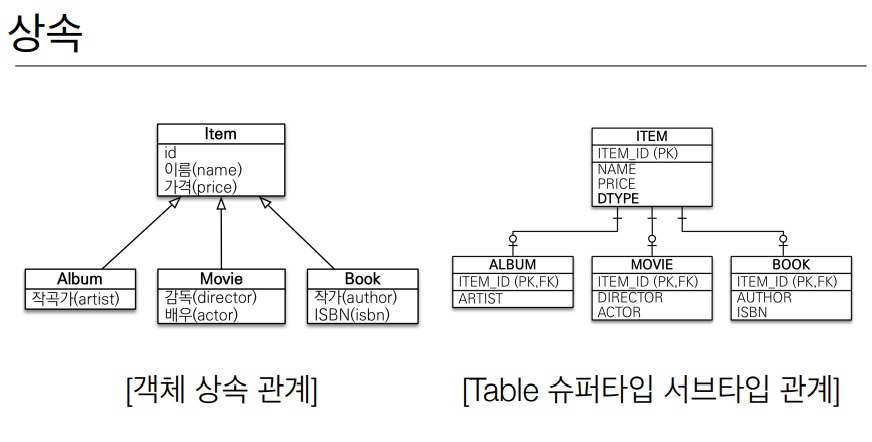 상속
Item
id
이름(name)
가격(price)
Album
작곡가(artist)
Movie
감독(director)
배우(actor)
Book
작가(author)
ISBN(isbn)
[객체 상속 관계]
ITEM
ITEM_ID (PK)
NAME
PRICE
DTYPE
ALBUM
ITEM_ID (PK,FK)
ARTIST
MOVIE
ITEM_ID (PK,FK)
DIRECTOR
ACTOR
BOOK
ITEM_ID (PK,FK)
AUTHOR
ISBN
[Table 슈퍼타입 서브타입 관계]